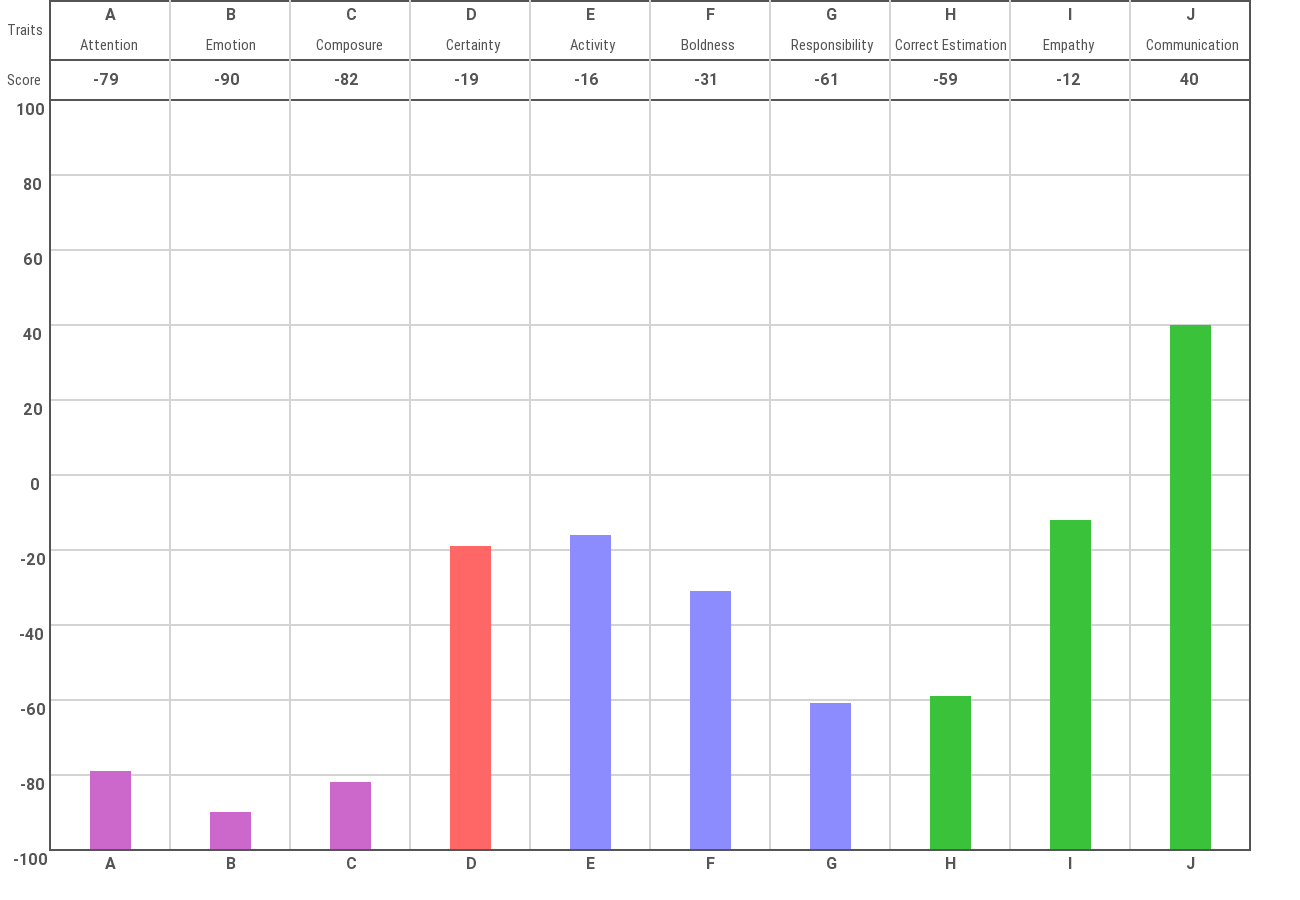 Traits
A B C D E F G H I J
Attention Emotion Composure Certainty Activity Boldness Responsibility Correct Estimation Empathy Communication
Score -79 -90 -82 -19 -16 -31 -61 -59 -12 40
100
80
60
40
20
0
-20
-40
-60
-80
-100
A B C D E F G H I J